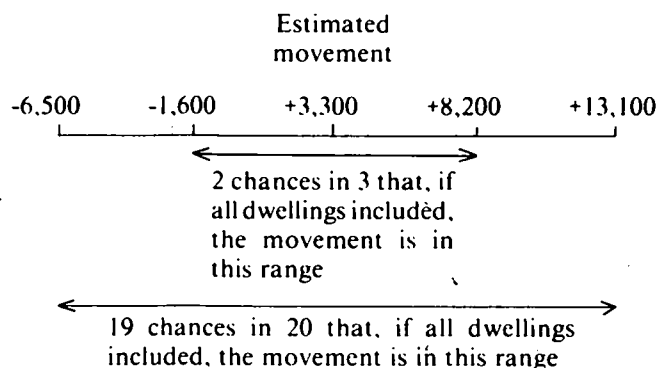 Estimated
movement
-6,500 -1,600 +3,300 +8,200 +13,100
2 chances in 3 that, if
all dwellings included,
the movement is in
this range
19 chances in 20 that, if all dwellings
included, the movement is in this range